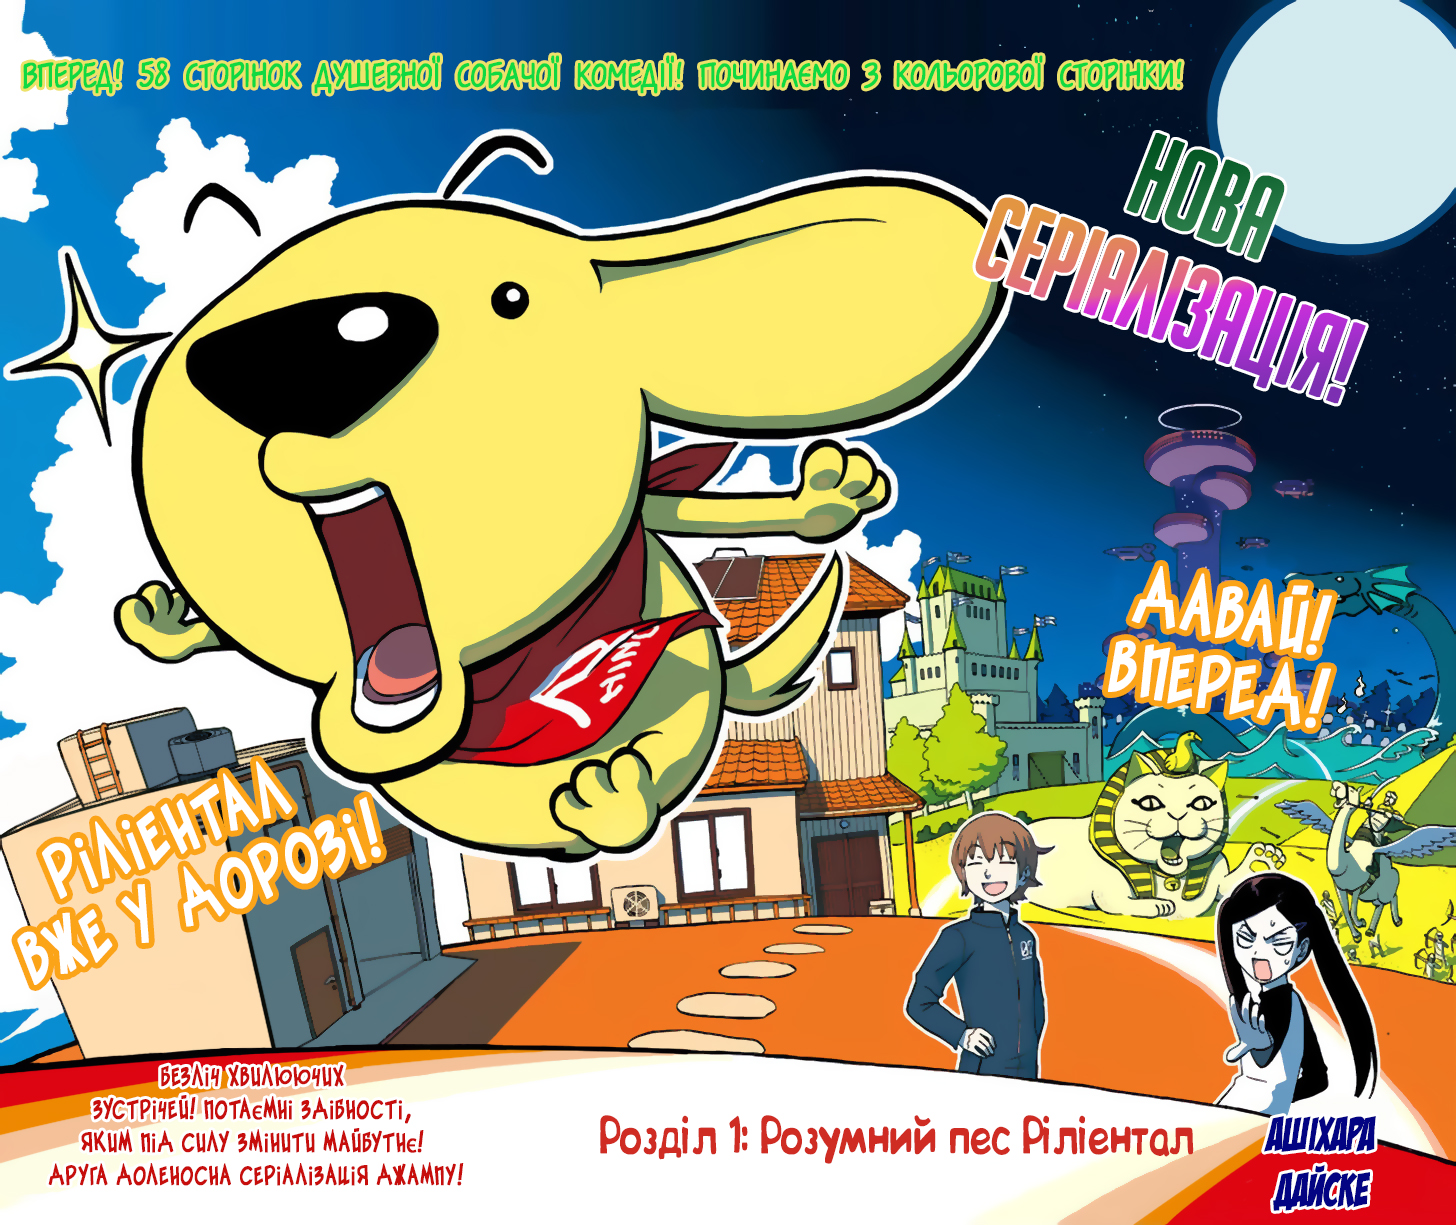 ВПЕРЕД! 58 СТОРІНОК ДУШЕВНОЇ СОБАЧОЇ КОМЕДІЇ! ПОЧИНАЄМО З КОЛЬОРОВОЇ СТОРІНКИ!
НОВА
СЕРІАЛІЗАЦІЯ!
ДАВАЙ!
ВПЕРЕД!
РІЛІЄНТАЛ
ВЖЕ У ДОРОЗІ!
БЕЗЛІЧ ХВИЛЮЮЧИХ
ЗУСТРІЧЕЙ! ПОТАЄМНІ ЗДІБНОСТІ,
ЯКИМ ПІД СИЛУ ЗМІНИТИ МАЙБУТНЄ!
ДРУГА ДОЛЕНОСНА СЕРІАЛІЗАЦІЯ ДЖАМПУ!
Розділ 1: Розумний пес Рілієнтал
АШІХАРА
ДАЙСКЕ